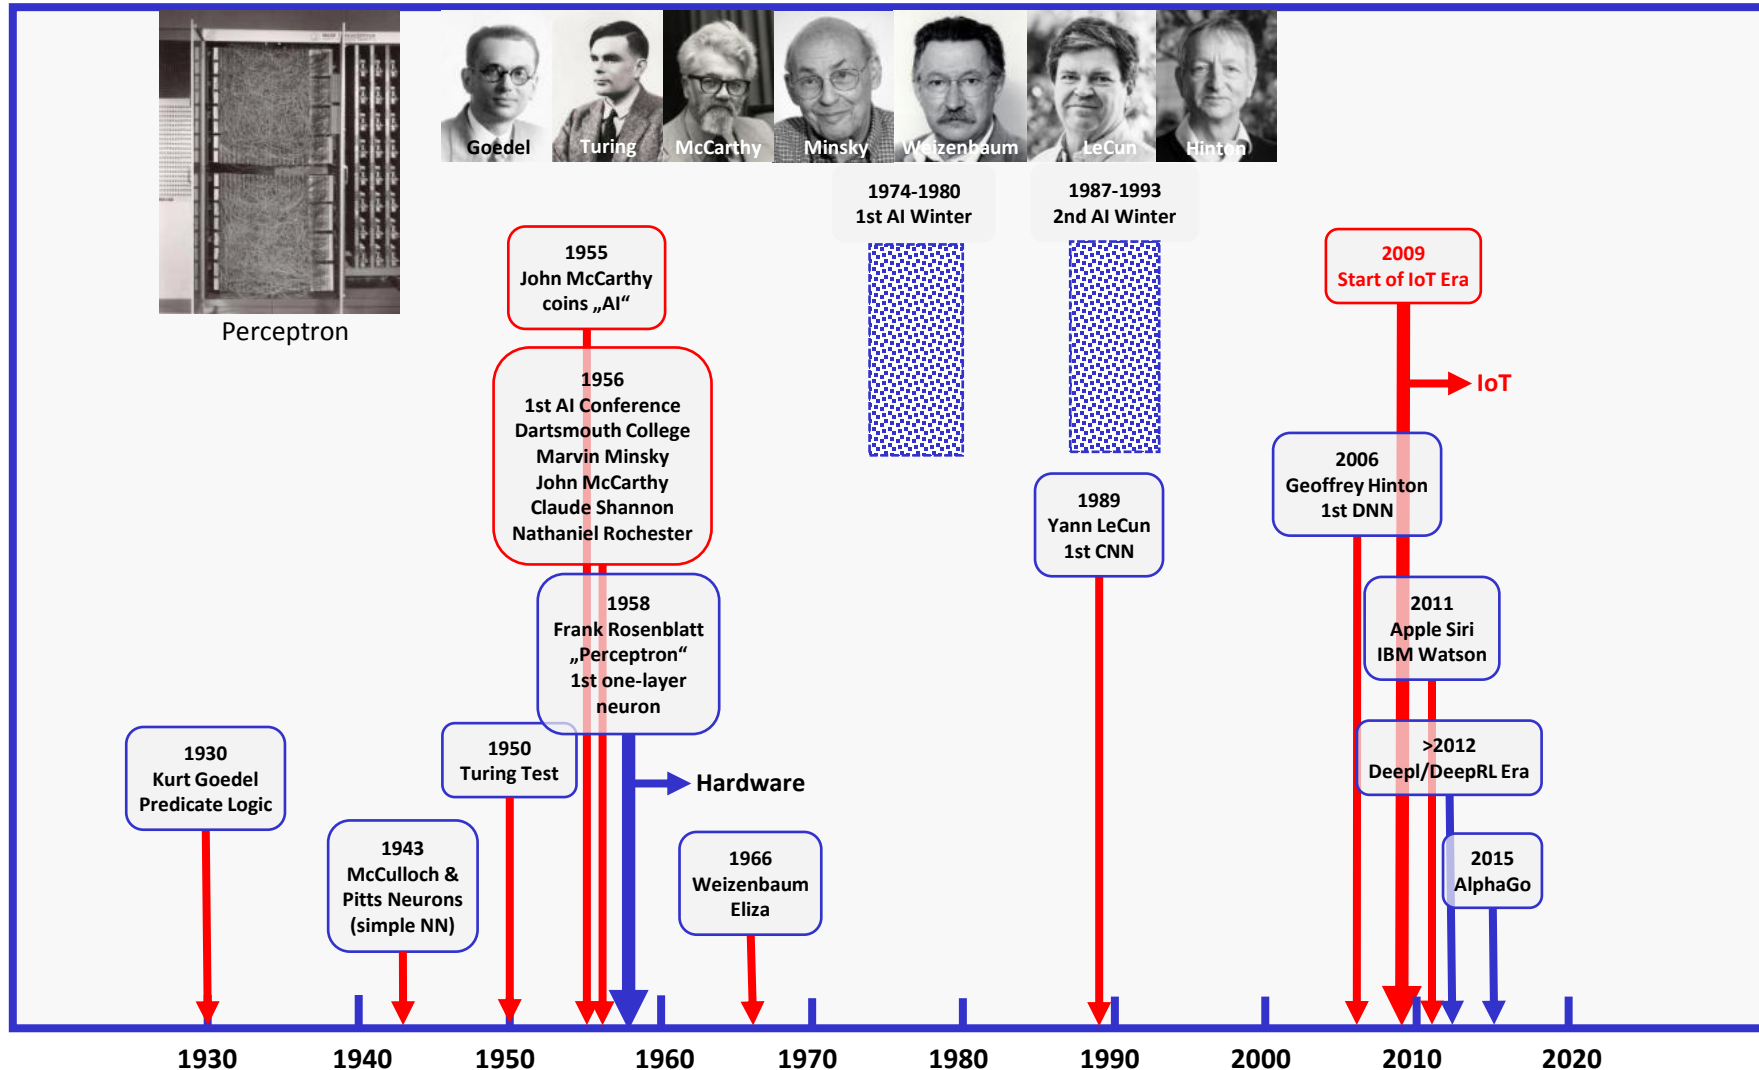 Goedel
Turing
McCarthy
Minsky
Weizenbaum
LeCun
Hinton
Perceptron
1974-1980
1st AI Winter
1987-1993
2nd AI Winter
1955
John McCarthy
coins „AI“
2009
Start of IoT Era
IoT
1956
1st AI Conference
Dartsmouth College
Marvin Minsky
John McCarthy
Claude Shannon
Nathaniel Rochester
2006
Geoffrey Hinton
1st DNN
1989
Yann LeCun
1st CNN
1958
Frank Rosenblatt
„Perceptron“
1st one-layer
neuron
2011
Apple Siri
IBM Watson
1930
Kurt Goedel
Predicate Logic
1950
Turing Test
Hardware
>2012
Deepl/DeepRL Era
1943
McCulloch &
Pitts Neurons
(simple NN)
1966
Weizenbaum
Eliza
2015
AlphaGo
1930
1940
1950
1960
1970
1980
1990
2000
2010
2020